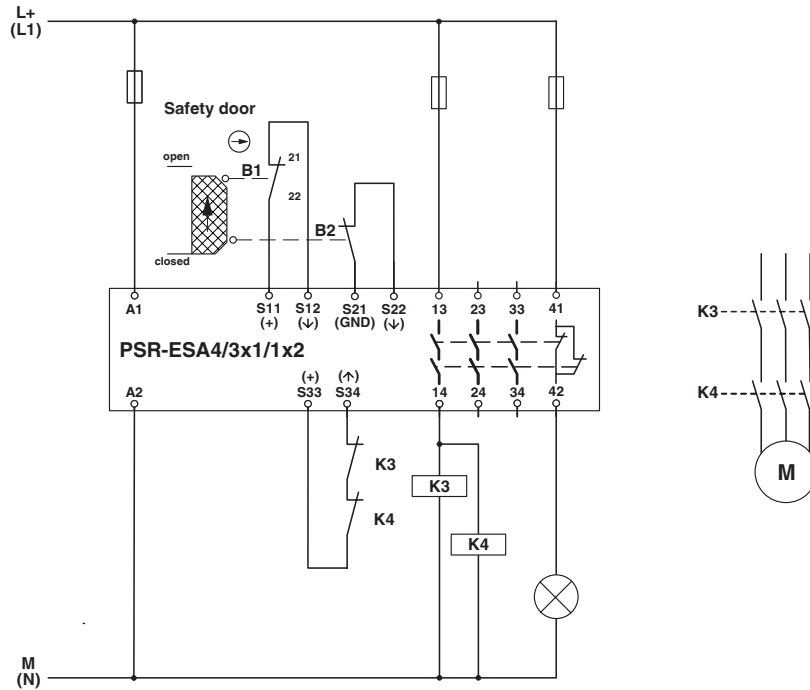 L+
(L1)
Safety door
open
B1
21
22
B2
closed
A1
S11
(+)
S12
(↓)
S21
(GND)
S22
(↓)
13
23
33
41
PSR-ESA4/3x1/1x2
A2
(+)
S33
(↑)
S34
14
24
34
42
K3
K4
K3
K4
K3
K4
M
M
(N)